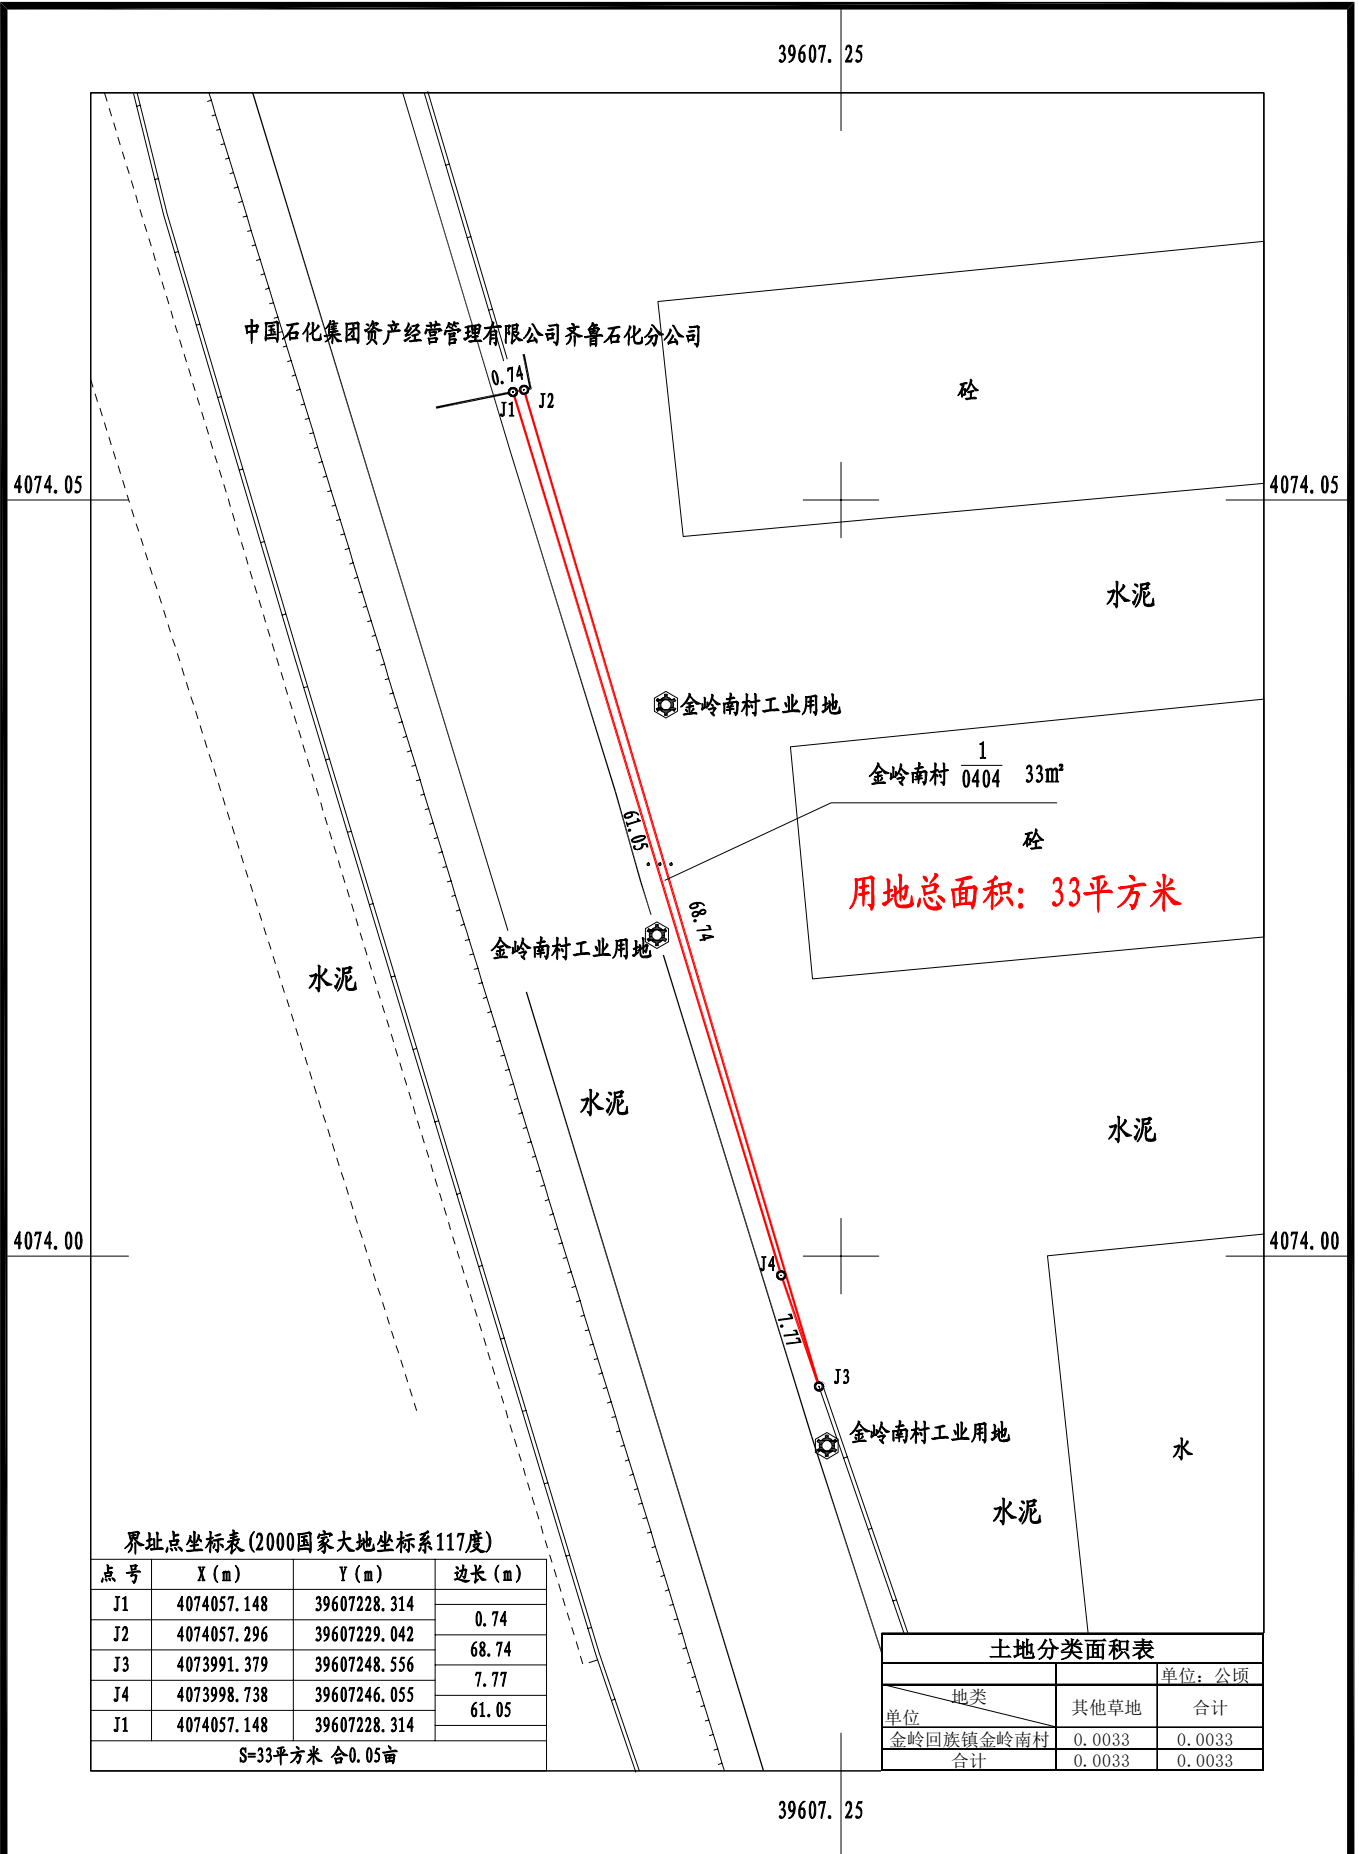 39607.25
中国石化集团资产经营管理有限公司齐鲁石化分公司
0.74
J1
J2
砼
4074.05
4074.05
水泥
金岭南村工业用地
金岭南村 1/0404 33m²
61.05
砼
用地总面积：33平方米
68.74
金岭南村工业用地
水泥
水泥
水泥
4074.00
4074.00
J4
7.77
J3
金岭南村工业用地
水
水泥
界址点坐标表(2000国家大地坐标系117度)
点号 X(m) Y(m) 边长(m)
J1 4074057.148 39607228.314
0.74
J2 4074057.296 39607229.042
68.74
J3 4073991.379 39607248.556
7.77
J4 4073998.738 39607246.055
61.05
J1 4074057.148 39607228.314
S=33平方米 合0.05亩
土地分类面积表
单位：公顷
地类
单位
其他草地 合计
金岭回族镇金岭南村 0.0033 0.0033
合计 0.0033 0.0033
39607.25